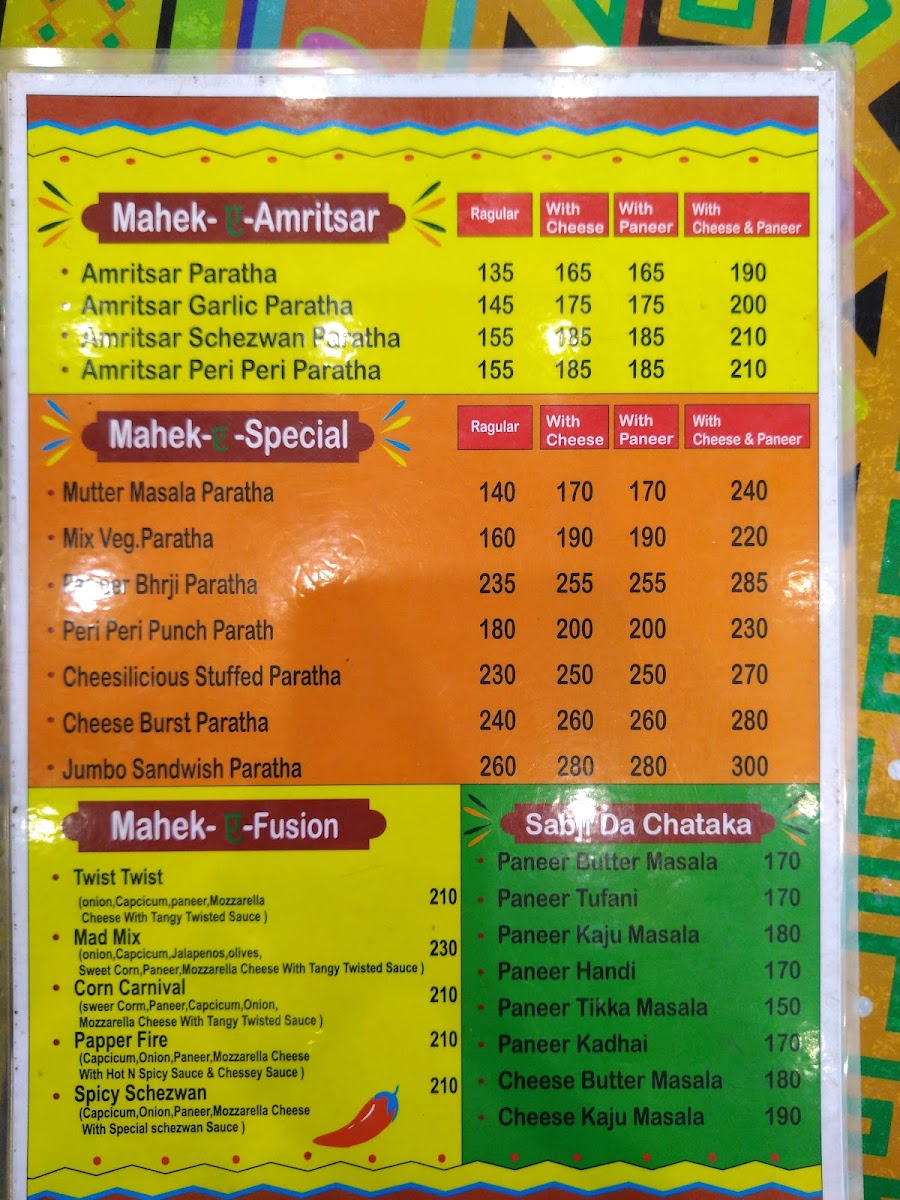 Mahek-ए-Amritsar Ragular With Cheese With Paneer With Cheese & Paneer
• Amritsar Paratha 135 165 165 190
• Amritsar Garlic Paratha 145 175 175 200
• Amritsar Schezwan Paratha 155 185 185 210
• Amritsar Peri Peri Paratha 155 185 185 210
Mahek-ए-Special Ragular With Cheese With Paneer With Cheese & Paneer
• Mutter Masala Paratha 140 170 170 240
• Mix Veg.Paratha 160 190 190 220
• Paneer Bhrji Paratha 235 255 255 285
• Peri Peri Punch Parath 180 200 200 230
• Cheesilicious Stuffed Paratha 230 250 250 270
• Cheese Burst Paratha 240 260 260 280
• Jumbo Sandwish Paratha 260 280 280 300
Mahek-ए-Fusion
• Twist Twist
(onion,Capcicum,paneer,Mozzarella 210
Cheese With Tangy Twisted Sauce )
• Mad Mix
(onion,Capcicum,Jalapenos,olives, 230
Sweet Corn,Paneer,Mozzarella Cheese With Tangy Twisted Sauce )
• Corn Carnival 210
(sweer Corm,Paneer,Capcicum,Onion,
Mozzarella Cheese With Tangy Twisted Sauce )
• Papper Fire 210
(Capcicum,Onion,Paneer,Mozzarella Cheese
With Hot N Spicy Sauce & Chessey Sauce )
• Spicy Schezwan 210
(Capcicum,Onion,Paneer,Mozzarella Cheese
With Special schezwan Sauce )
Sabji Da Chataka
• Paneer Butter Masala 170
• Paneer Tufani 170
• Paneer Kaju Masala 180
• Paneer Handi 170
• Paneer Tikka Masala 150
• Paneer Kadhai 170
• Cheese Butter Masala 180
• Cheese Kaju Masala 190